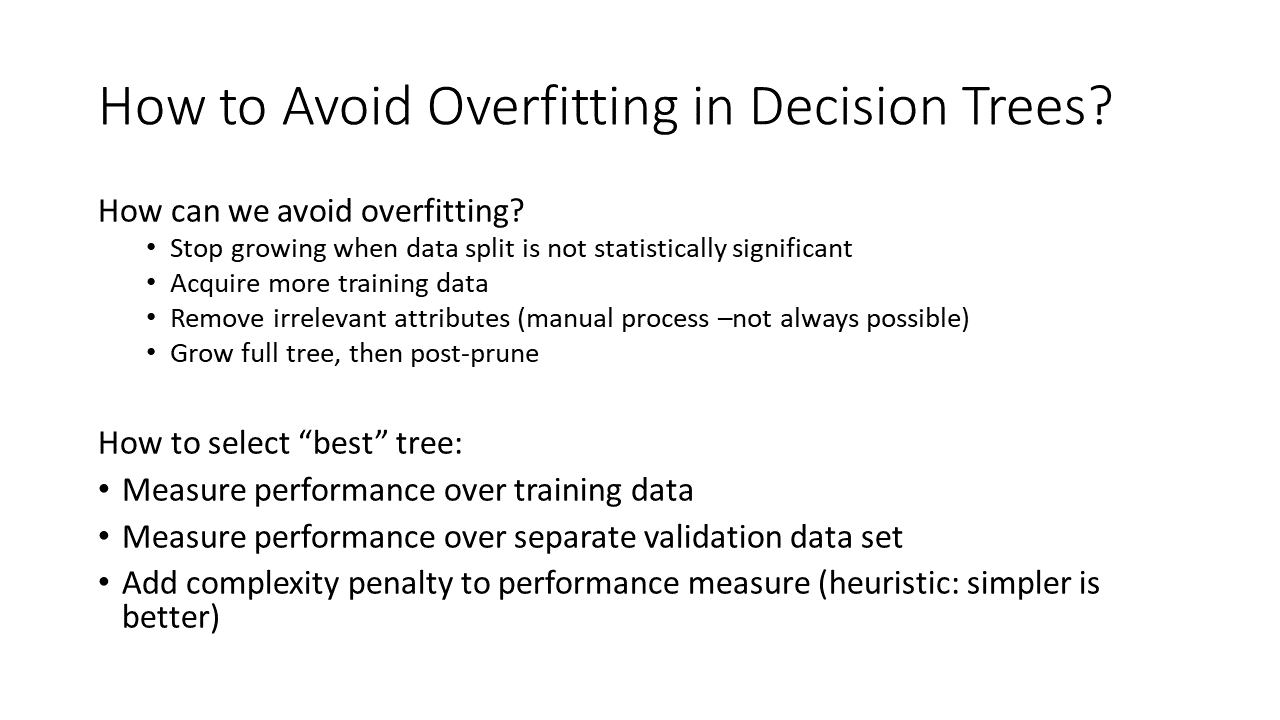 How to Avoid Overfitting in Decision Trees?
How can we avoid overfitting?
• Stop growing when data split is not statistically significant
• Acquire more training data
• Remove irrelevant attributes (manual process –not always possible)
• Grow full tree, then post-prune
How to select “best” tree:
• Measure performance over training data
• Measure performance over separate validation data set
• Add complexity penalty to performance measure (heuristic: simpler is
better)